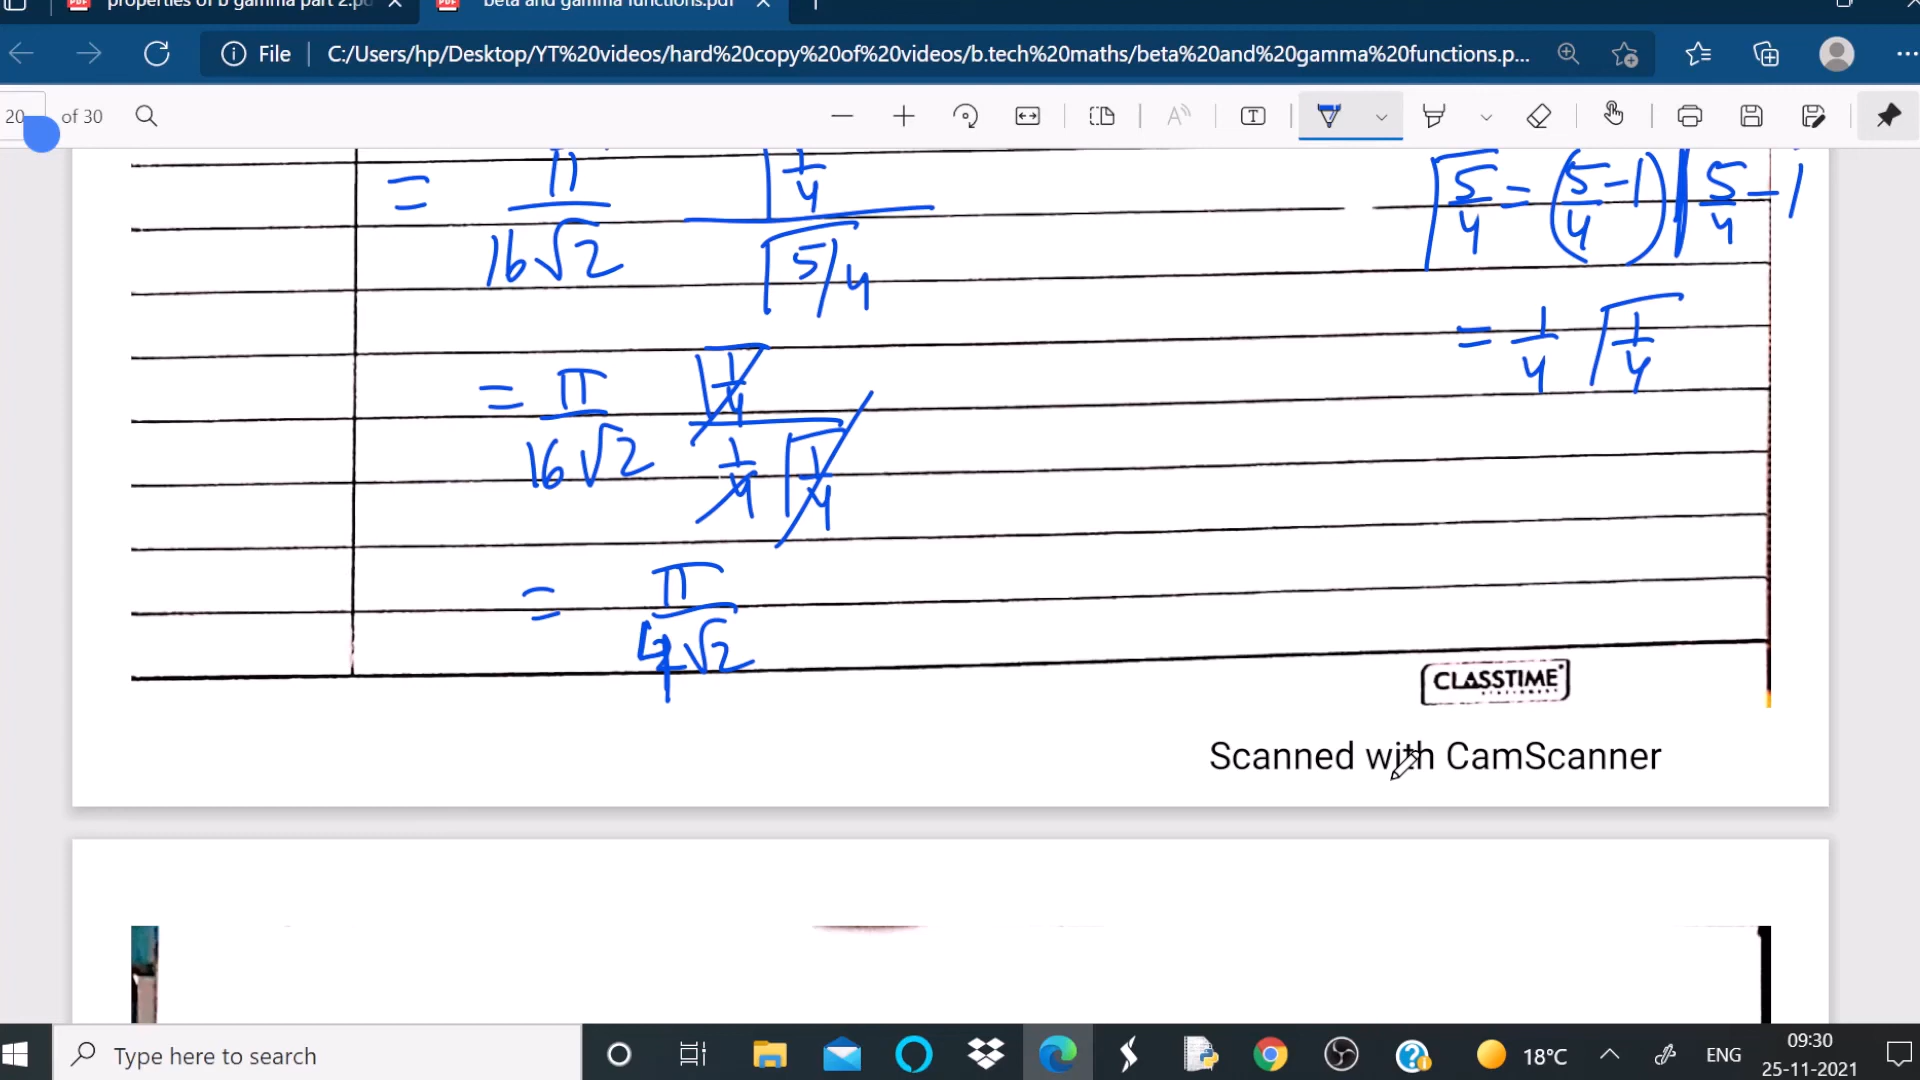 properties of b gamma part 2.pd
beta and gamma functions.pdf
File
C:/Users/hp/Desktop/YT%20videos/hard%20copy%20of%20videos/b.tech%20maths/beta%20and%20gamma%20functions.p...
20 of 30
= π/16√2 Γ1/4 / Γ5/4
Γ5/4 = (5/4 - 1) Γ5/4 - 1
= 1/4 Γ1/4
= π/16√2 Γ1/4 / 1/4 Γ1/4
= π/4√2
CLASSTIME
Scanned with CamScanner
Type here to search
18°C
ENG
09:30
25-11-2021